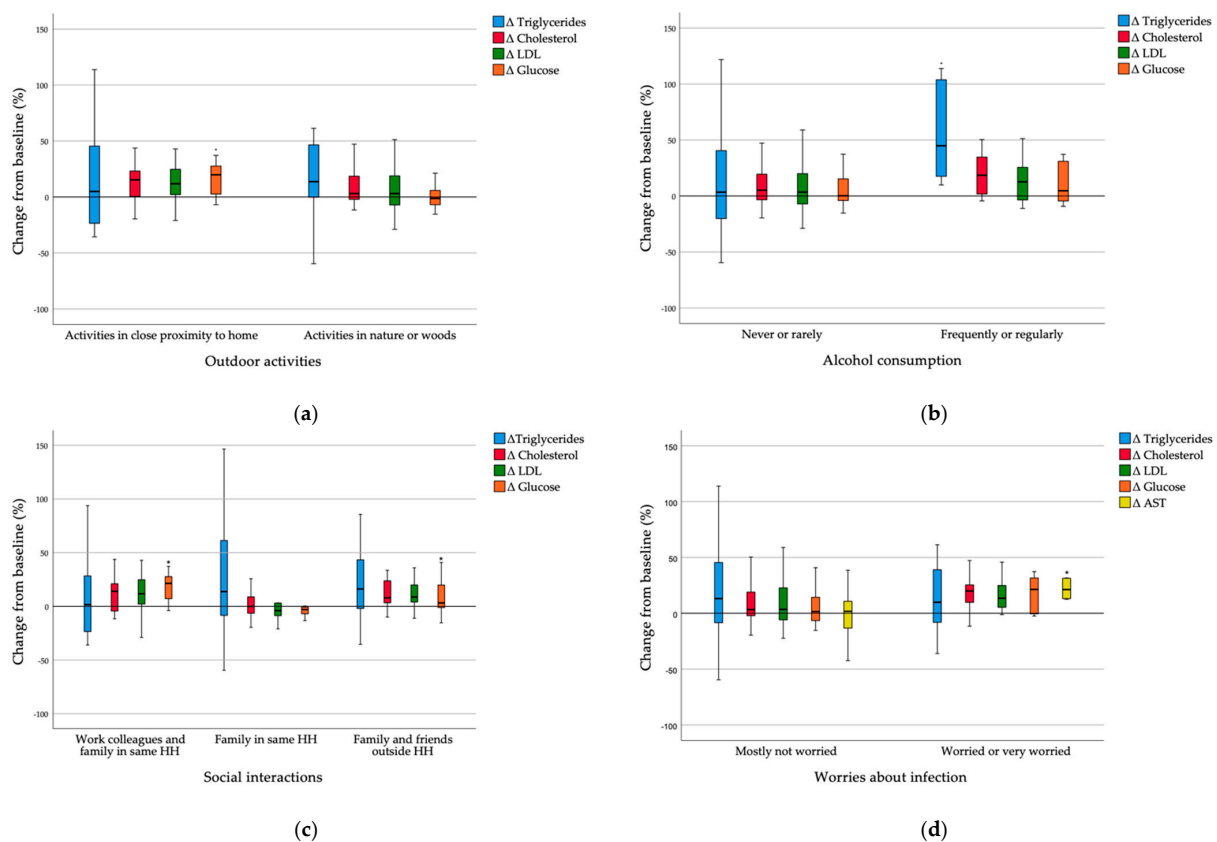 150
100
50
0
-50
-100
Change from baseline (%)
Δ Triglycerides
Δ Cholesterol
Δ LDL
Δ Glucose
Activities in close proximity to home
Activities in nature or woods
Outdoor activities
(a)
150
100
50
0
-50
-100
Change from baseline (%)
Δ Triglycerides
Δ Cholesterol
Δ LDL
Δ Glucose
Never or rarely
Frequently or regularly
Alcohol consumption
(b)
150
100
50
0
-50
-100
Change from baseline (%)
ΔTriglycerides
Δ Cholesterol
Δ LDL
Δ Glucose
Work colleagues and
family in same HH
Family in same HH
Family and friends
outside HH
Social interactions
(c)
150
100
50
0
-50
-100
Change from baseline (%)
Δ Triglycerides
Δ Cholesterol
Δ LDL
Δ Glucose
Δ AST
Mostly not worried
Worried or very worried
Worries about infection
(d)